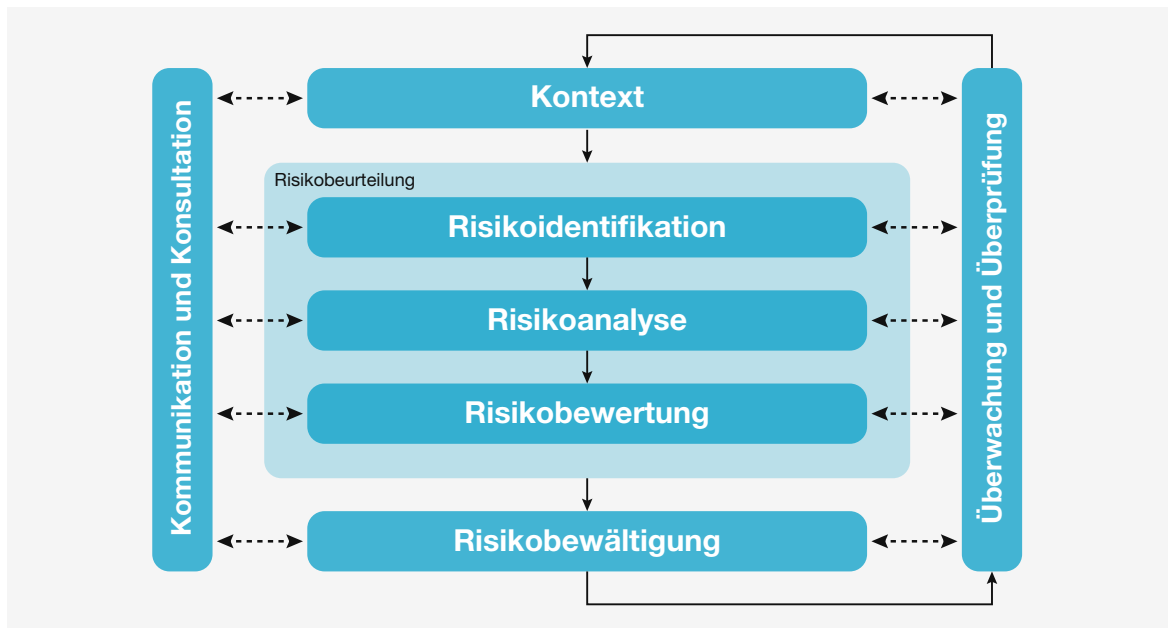 Kommunikation und Konsultation
Kontext
Risikobeurteilung
Risikoidentifikation
Risikoanalyse
Risikobewertung
Risikobewältigung
Überwachung und Überprüfung